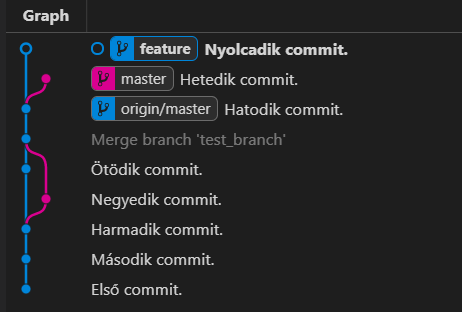 Graph
feature Nyolcadik commit.
master Hetedik commit.
origin/master Hatodik commit.
Merge branch 'test_branch'
Ötödik commit.
Negyedik commit.
Harmadik commit.
Második commit.
Első commit.